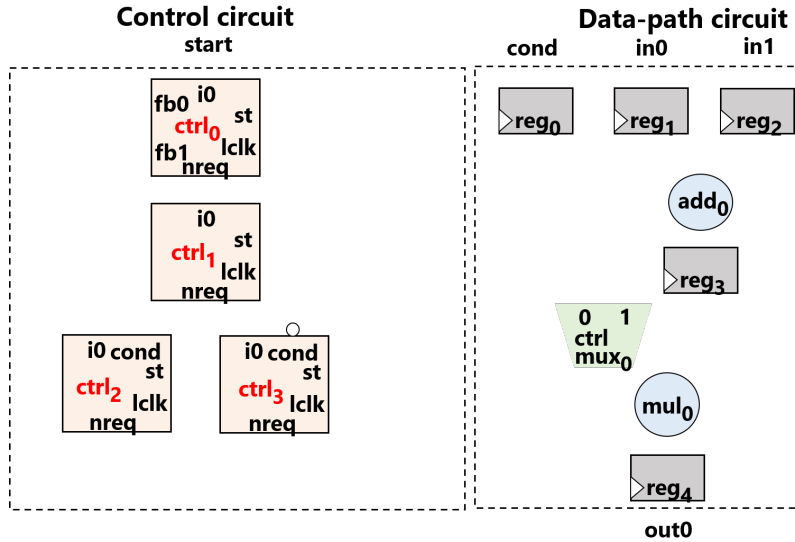 Control circuit
start
fb0 i0
ctrl0 st
fb1 lclk
nreq
i0
ctrl1 st
lclk
nreq
i0 cond
st
ctrl2 lclk
nreq
i0 cond
st
ctrl3 lclk
nreq
Data-path circuit
cond in0 in1
reg0 reg1 reg2
add0
reg3
0 1
ctrl
mux0
mul0
reg4
out0